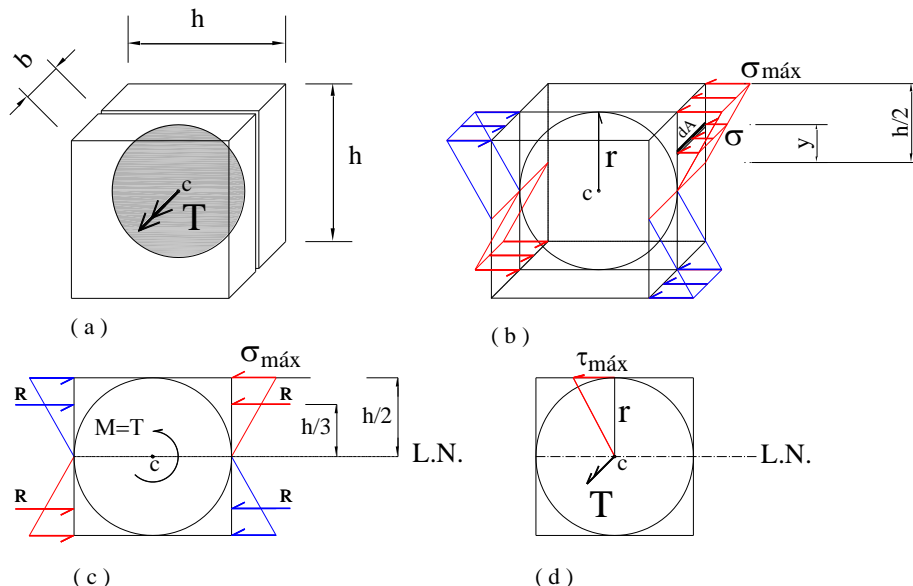 h
b
h
c
T
( a )
σmáx
dA
σ
h/2
y
r
c
( b )
σmáx
R
R
M=T
c
h/3
h/2
L.N.
R
R
( c )
τmáx
r
c
T
L.N.
( d )